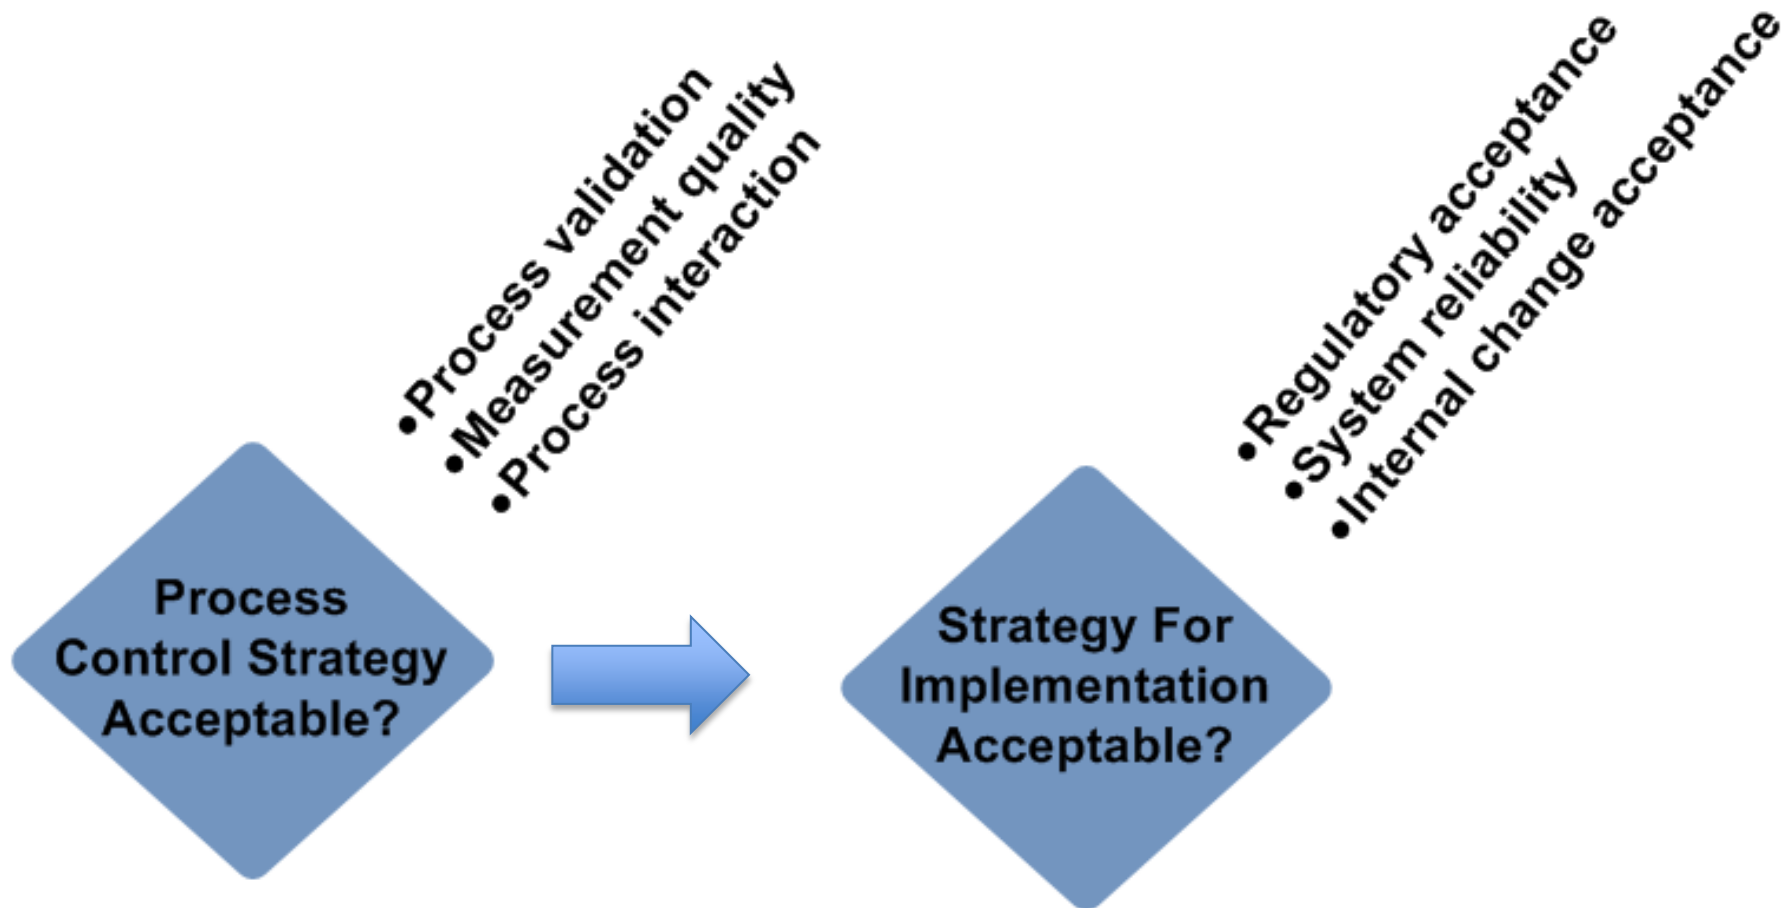 •Process validation
•Measurement quality
•Process interaction
Process
Control Strategy
Acceptable?
•Regulatory acceptance
•System reliability
•Internal change acceptance
Strategy For
Implementation
Acceptable?